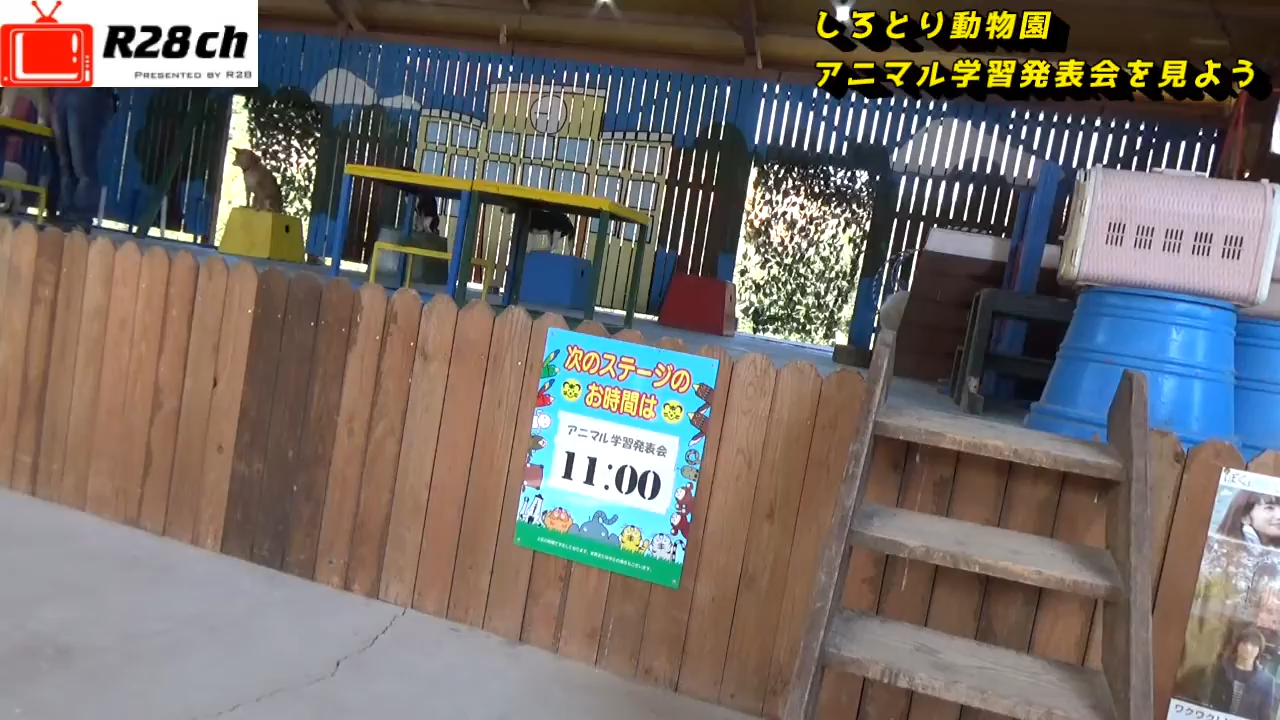 R28ch
PRESENTED BY R28
しろとり動物園
アニマル学習発表会を見よう
次のステージの
お時間は
アニマル学習発表会
11:00